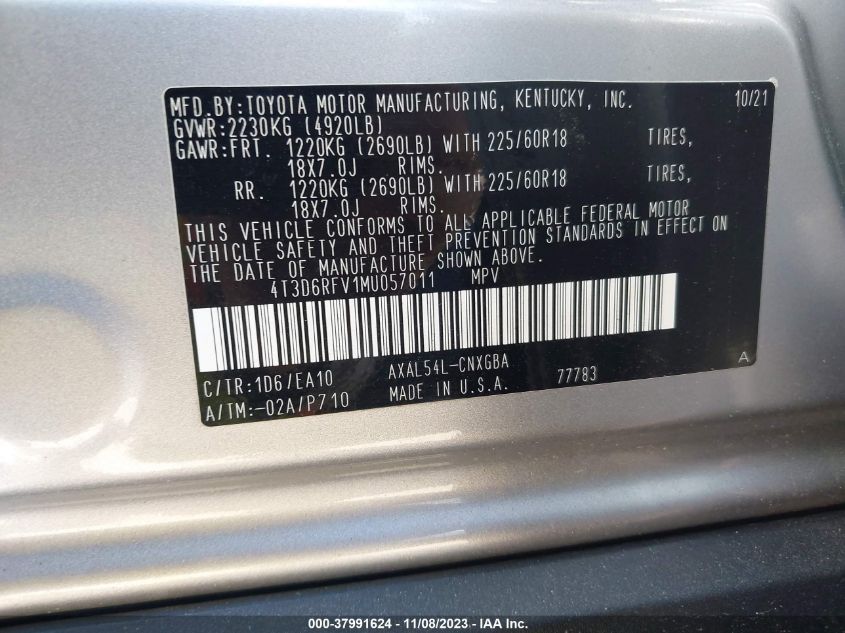 MFD.BY:TOYOTA MOTOR MANUFACTURING, KENTUCKY, INC. 10/21
GVWR:2230KG (4920LB)
GAWR:FRT. 1220KG (2690LB) WITH 225/60R18 TIRES,
18X7.0J RIMS.
RR. 1220KG (2690LB) WITH 225/60R18 TIRES,
18X7.0J RIMS.
THIS VEHICLE CONFORMS TO ALL APPLICABLE FEDERAL MOTOR
VEHICLE SAFETY AND THEFT PREVENTION STANDARDS IN EFFECT ON
THE DATE OF MANUFACTURE SHOWN ABOVE.
4T3D6RFV1MU057011 MPV
C/TR:1D6/EA10 AXAL54L-CNXGBA A
A/TM:-02A/P710 MADE IN U.S.A. 77783
000-37991624 - 11/08/2023 - IAA Inc.